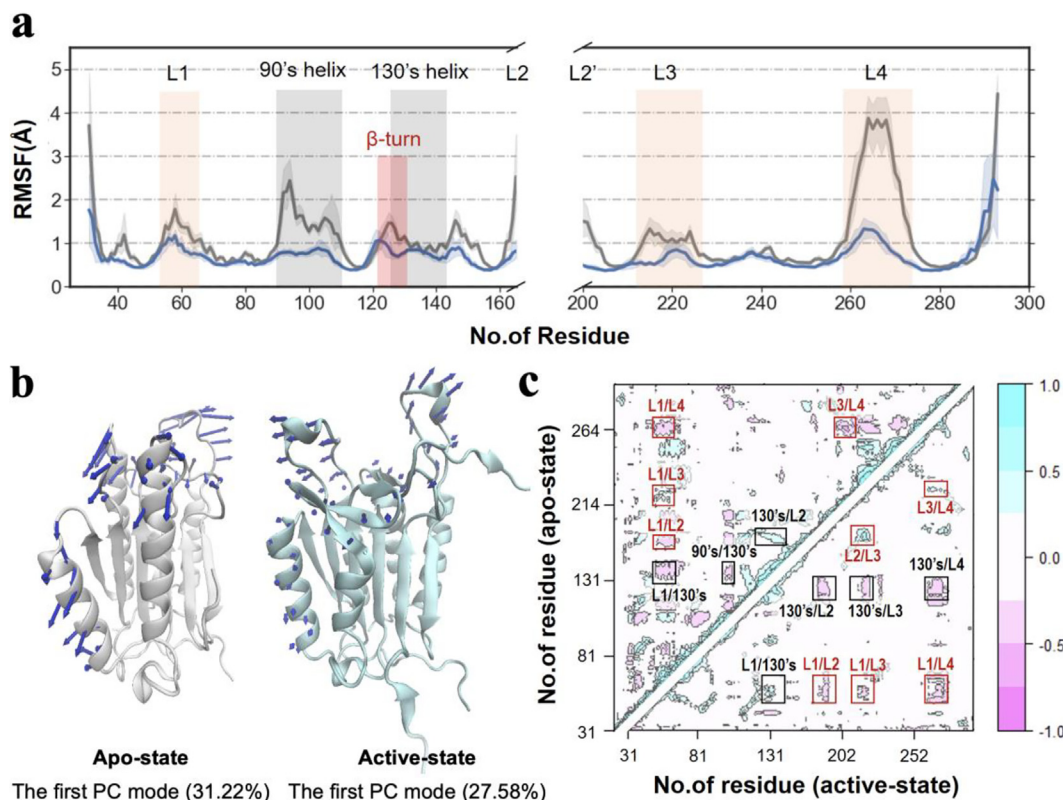 a
L1
90's helix
130's helix
L2
L2'
L3
L4
β-turn
RMSF(Å)
5
4
3
2
1
0
40
60
80
100
120
140
160
200
220
240
260
280
300
No.of Residue
b
Apo-state
The first PC mode (31.22%)
Active-state
The first PC mode (27.58%)
c
L1/L4
L3/L4
L1/L3
L1/L2
130's/L2
90's/130's
L1/130's
L3/L4
L2/L3
130's/L4
130's/L2
130's/L3
L1/130's
L1/L2
L1/L3
L1/L4
No.of residue (apo-state)
264
214
131
81
31
31
81
131
202
252
No.of residue (active-state)
1.0
0.5
0.0
-0.5
-1.0